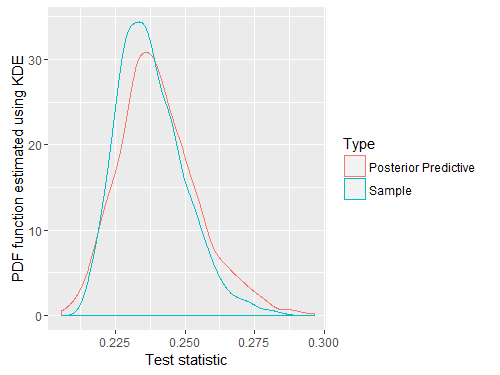 PDF function estimated using KDE
30
20
10
0
0.225
0.250
0.275
0.300
Test statistic
Type
Posterior Predictive
Sample